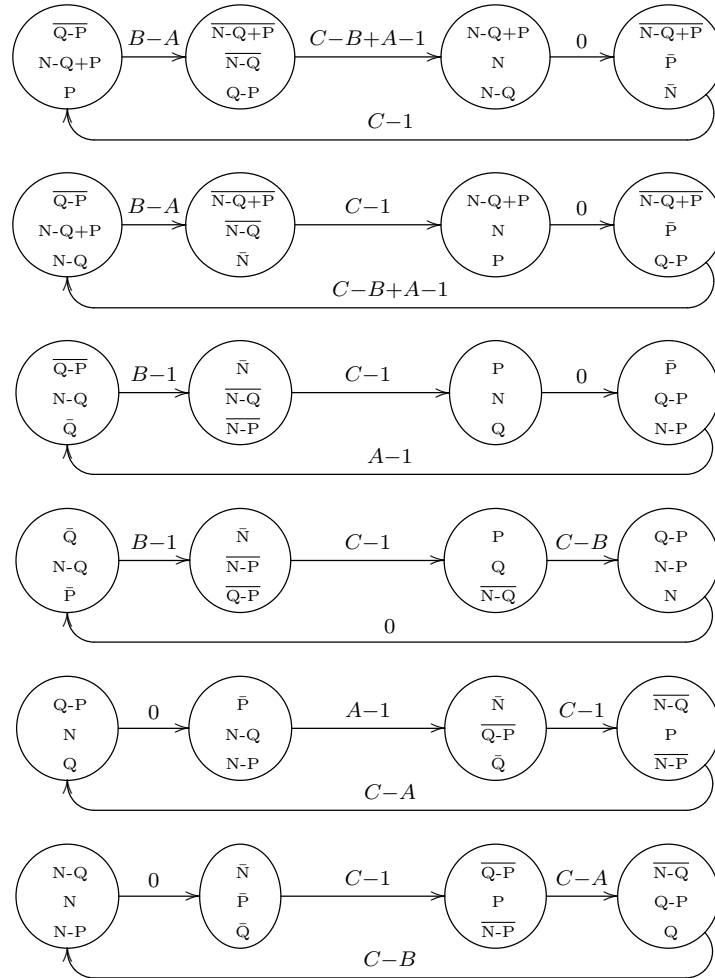 Q̅-̅P̅ B−A N̅-̅Q̅+̅P̅ C−B+A−1 N-Q+P 0 N̅-̅Q̅+̅P̅
N-Q+P N̅-̅Q̅ N P̄
P Q-P N-Q N̄
C−1
Q̅-̅P̅ B−A N̅-̅Q̅+̅P̅ C−1 N-Q+P 0 N̅-̅Q̅+̅P̅
N-Q+P N̅-̅Q̅ N P̄
N-Q N̄ P Q-P
C−B+A−1
Q̅-̅P̅ B−1 N̄ C−1 P 0 P̄
N-Q N̅-̅Q̅ N Q-P
Q̄ N̅-̅P̅ Q N-P
A−1
Q̄ B−1 N̄ C−1 P C−B Q-P
N-Q N̅-̅P̅ Q N-P
P̄ Q̅-̅P̅ N̅-̅Q̅ N
0
Q-P 0 P̄ A−1 N̄ C−1 N̅-̅Q̅
N N-Q Q̅-̅P̅ P
Q N-P Q̄ N̅-̅P̅
C−A
N-Q 0 N̄ C−1 Q̅-̅P̅ C−A N̅-̅Q̅
N P̄ P Q-P
N-P Q̄ N̅-̅P̅ Q
C−B